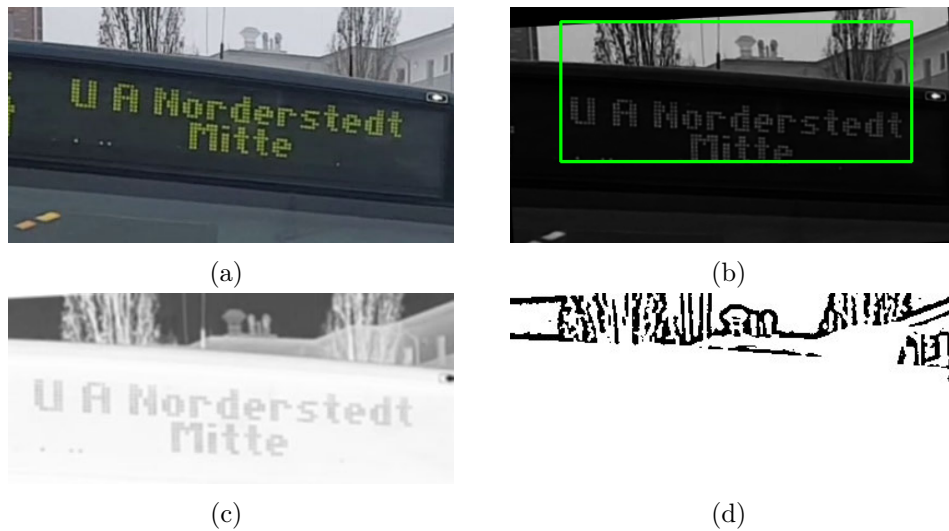 U A Norderstedt
Mitte
(a)
U A Norderstedt
Mitte
(b)
U A Norderstedt
Mitte
(c)
(d)